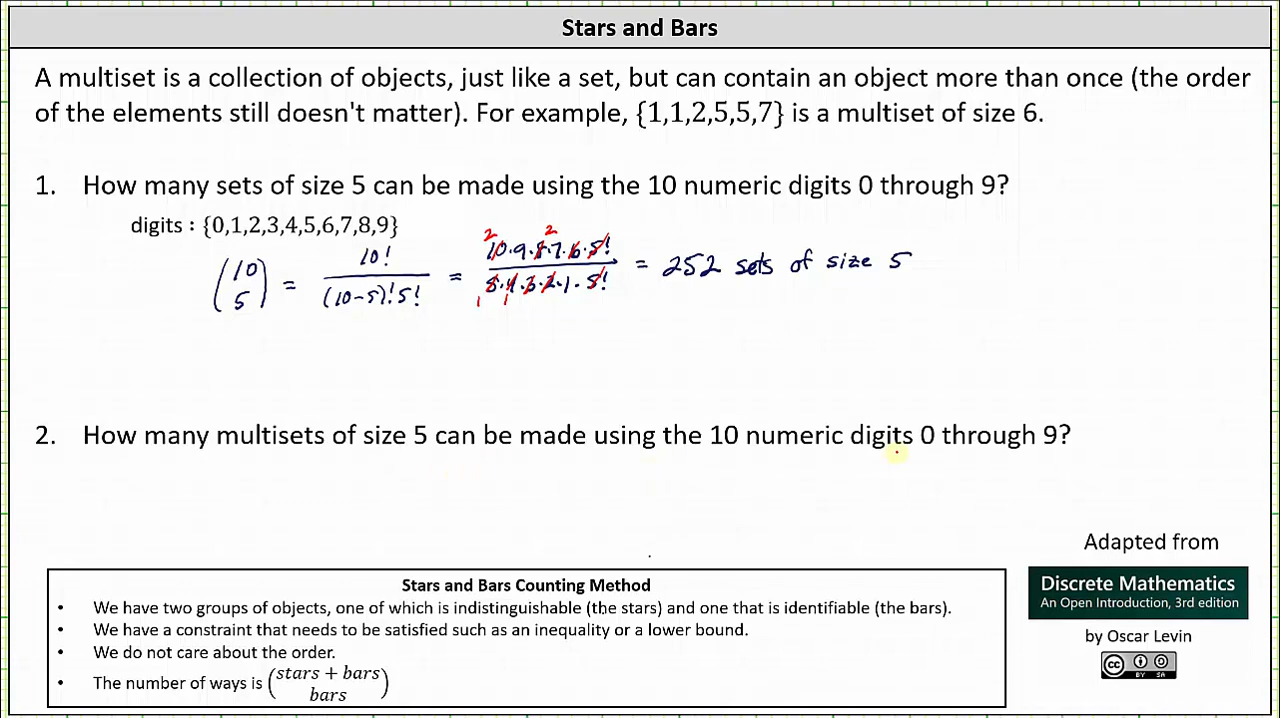 Stars and Bars
A multiset is a collection of objects, just like a set, but can contain an object more than once (the order
of the elements still doesn't matter). For example, {1,1,2,5,5,7} is a multiset of size 6.
1. How many sets of size 5 can be made using the 10 numeric digits 0 through 9?
digits : {0,1,2,3,4,5,6,7,8,9}
2 2
(10 5) = 10! / (10-5)!5! = 10·9·8·7·6·5! / 5·4·3·2·1·5! = 252 sets of size 5
1 1
2. How many multisets of size 5 can be made using the 10 numeric digits 0 through 9?
Adapted from
Discrete Mathematics
An Open Introduction, 3rd edition
by Oscar Levin
cc
BY SA
Stars and Bars Counting Method
• We have two groups of objects, one of which is indistinguishable (the stars) and one that is identifiable (the bars).
• We have a constraint that needs to be satisfied such as an inequality or a lower bound.
• We do not care about the order.
• The number of ways is (stars + bars
bars)